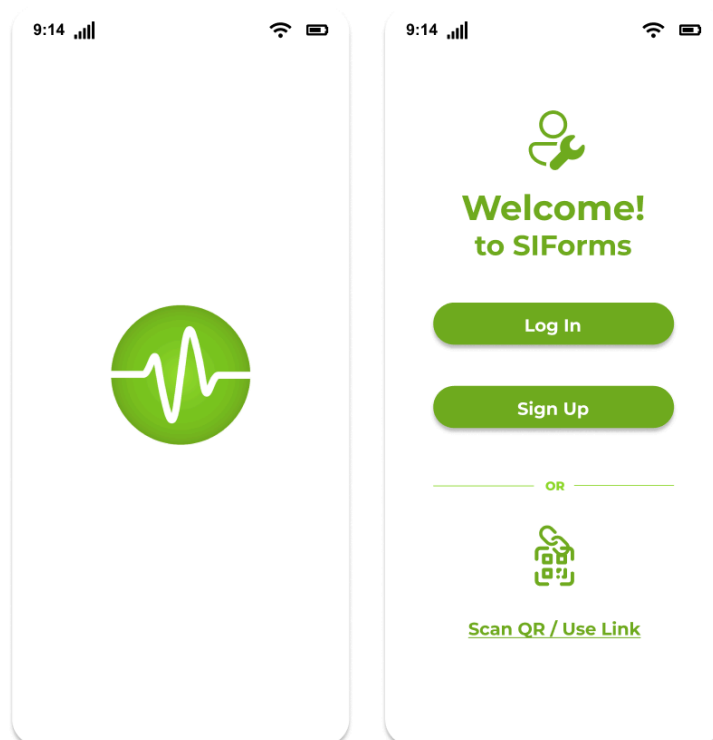 9:14
9:14
Welcome!
to SIForms
Log In
Sign Up
OR
Scan QR / Use Link